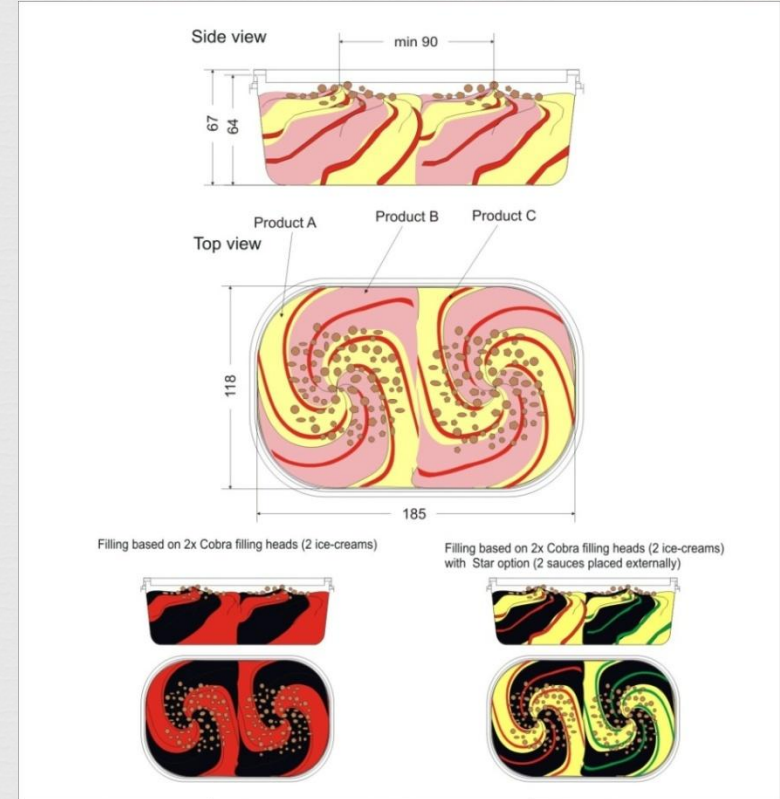 Side view
min 90
67
64
Product A
Product B
Product C
Top view
118
185
Filling based on 2x Cobra filling heads (2 ice-creams)
Filling based on 2x Cobra filling heads (2 ice-creams)
with Star option (2 sauces placed externally)